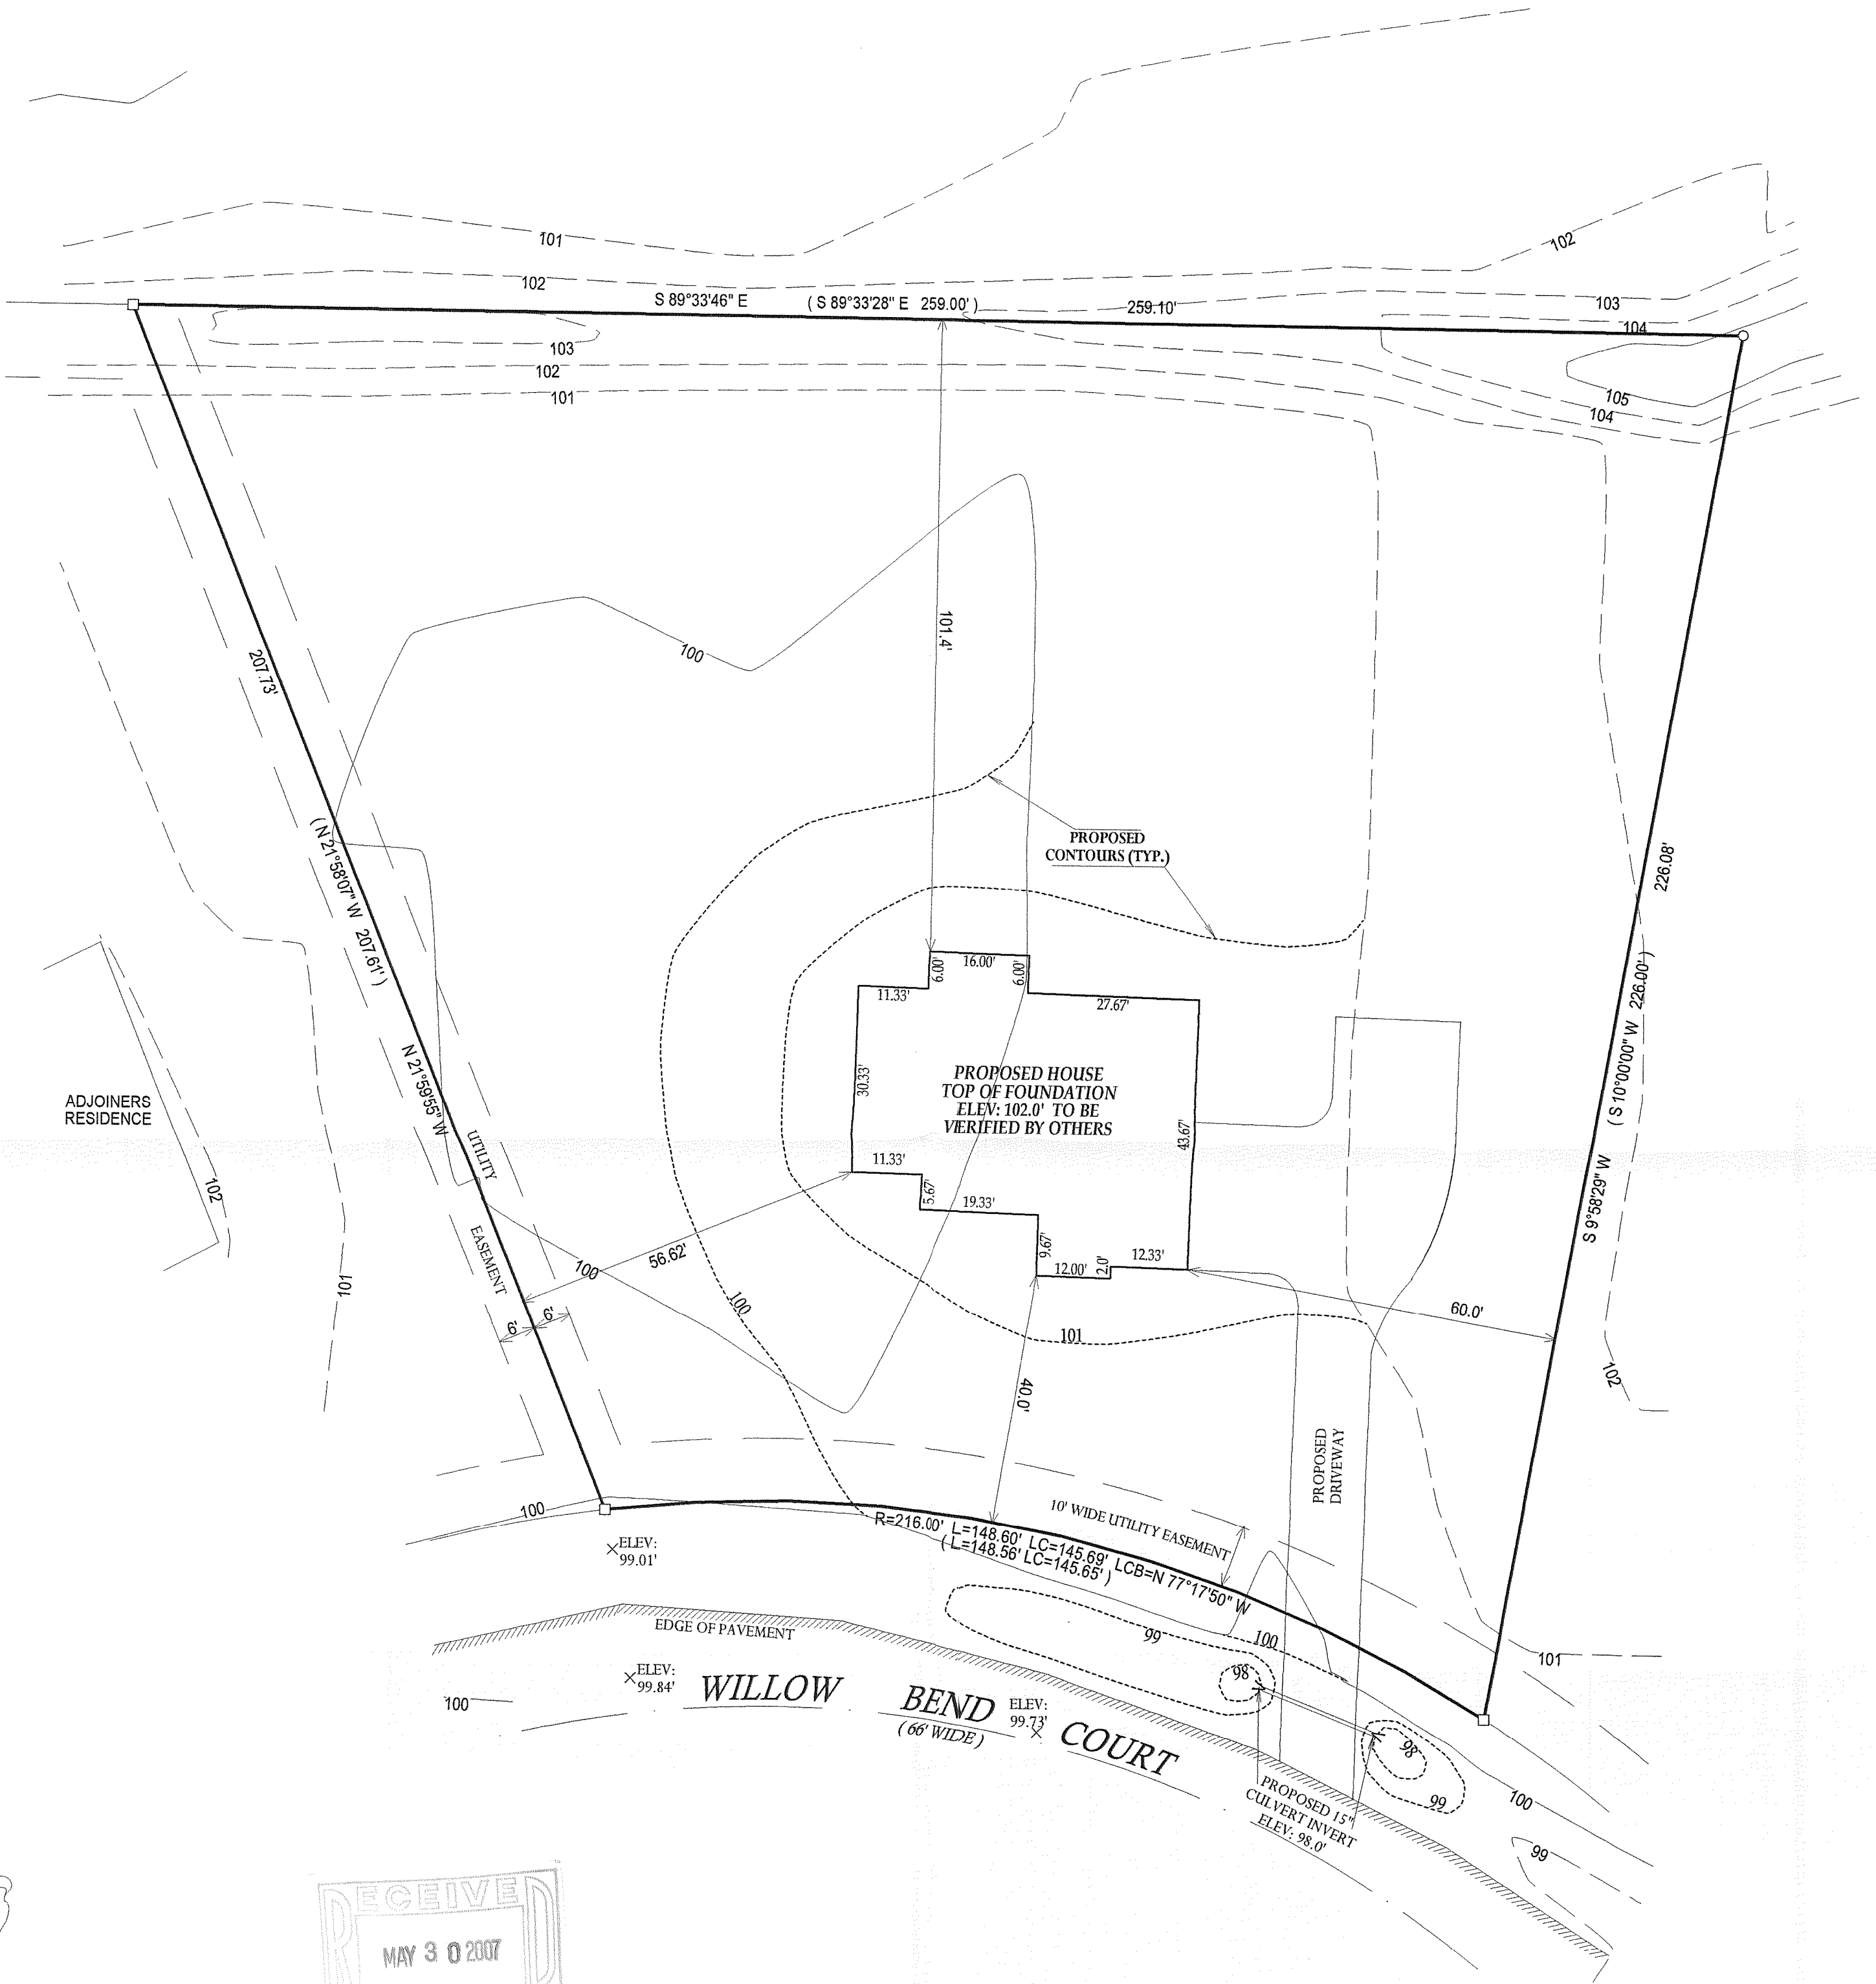 101
102
102
S 89°33'46" E
( S 89°33'28" E 259.00' )
259.10'
103
104
103
102
101
105
104
207.73'
101.4'
100
( N 21°58'07" W 207.61' )
N 21°59'55" W
PROPOSED
CONTOURS (TYP.)
226.08'
( S 10°00'00" W 226.00' )
S 9°58'29" W
6.00'
16.00'
6.00'
11.33'
27.67'
30.33'
PROPOSED HOUSE
TOP OF FOUNDATION
ELEV: 102.0' TO BE
VERIFIED BY OTHERS
43.67'
11.33'
5.67'
19.33'
9.67'
12.00'
2.0'
12.33'
ADJOINERS
RESIDENCE
102
101
UTILITY
EASEMENT
56.62'
100
100
6'
6'
60.0'
101
102
40.0'
PROPOSED
DRIVEWAY
100
10' WIDE UTILITY EASEMENT
R=216.00' L=148.60' LC=145.69' LCB=N 77°17'50" W
( L=148.56' LC=145.65' )
ELEV:
99.01'
EDGE OF PAVEMENT
99
100
101
98
ELEV:
99.84'
100
WILLOW BEND COURT
( 66' WIDE )
ELEV:
99.73'
98
99
100
99
PROPOSED 15"
CULVERT INVERT
ELEV: 98.0'
RECEIVED
MAY 30 2007